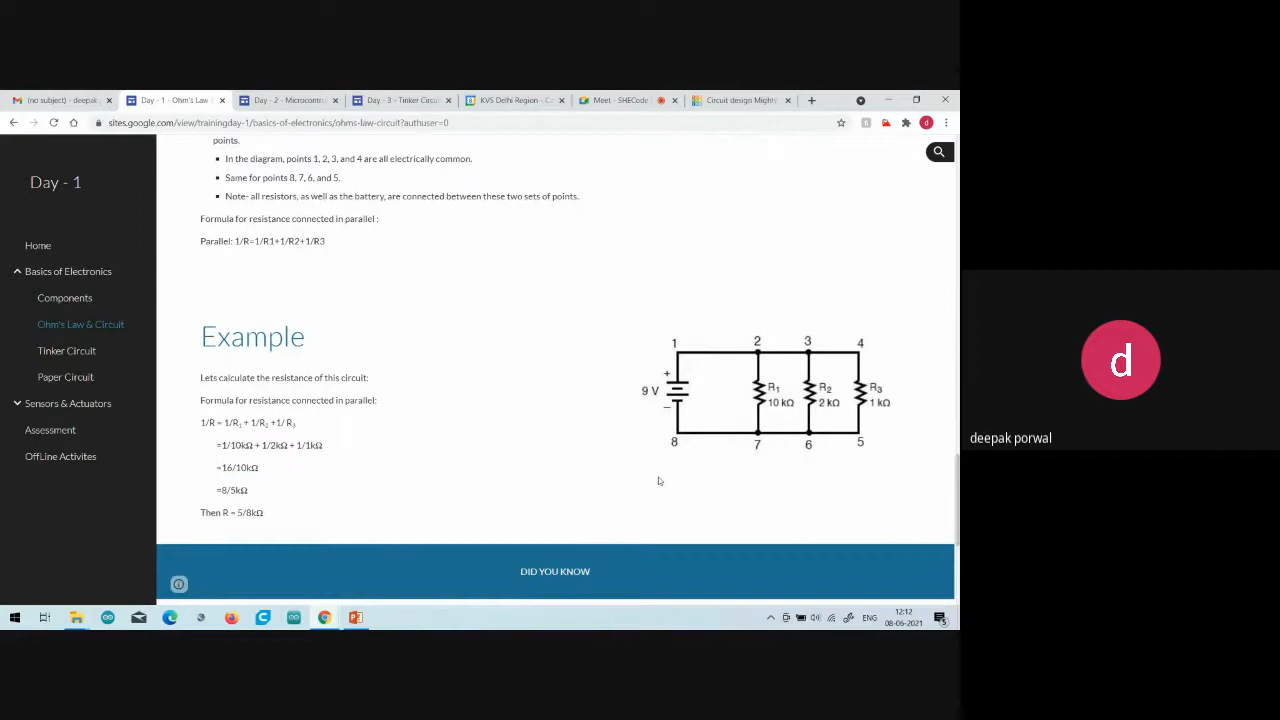 (no subject) - deepak
Day - 1 - Ohm's Law &
Day - 2 - Microcontro
Day - 3 - Tinker Circui
KVS Delhi Region - Ca
Meet - SHECode
Circuit design Mighty
sites.google.com/view/trainingday-1/basics-of-electronics/ohms-law-circuit?authuser=0
d
Day - 1
Home
Basics of Electronics
Components
Ohm's Law & Circuit
Tinker Circuit
Paper Circuit
Sensors & Actuators
Assessment
OffLine Activites
points.
In the diagram, points 1, 2, 3, and 4 are all electrically common.
Same for points 8, 7, 6, and 5.
Note- all resistors, as well as the battery, are connected between these two sets of points.
Formula for resistance connected in parallel :
Parallel: 1/R=1/R1+1/R2+1/R3
Example
Lets calculate the resistance of this circuit:
Formula for resistance connected in parallel:
1/R = 1/R1 + 1/R2 +1/ R3
=1/10kΩ + 1/2kΩ + 1/1kΩ
=16/10kΩ
=8/5kΩ
Then R = 5/8kΩ
1 2 3 4
+
9 V
–
R1
10 kΩ
R2
2 kΩ
R3
1 kΩ
8 7 6 5
DID YOU KNOW
ENG
12:12
08-06-2021
d
deepak porwal